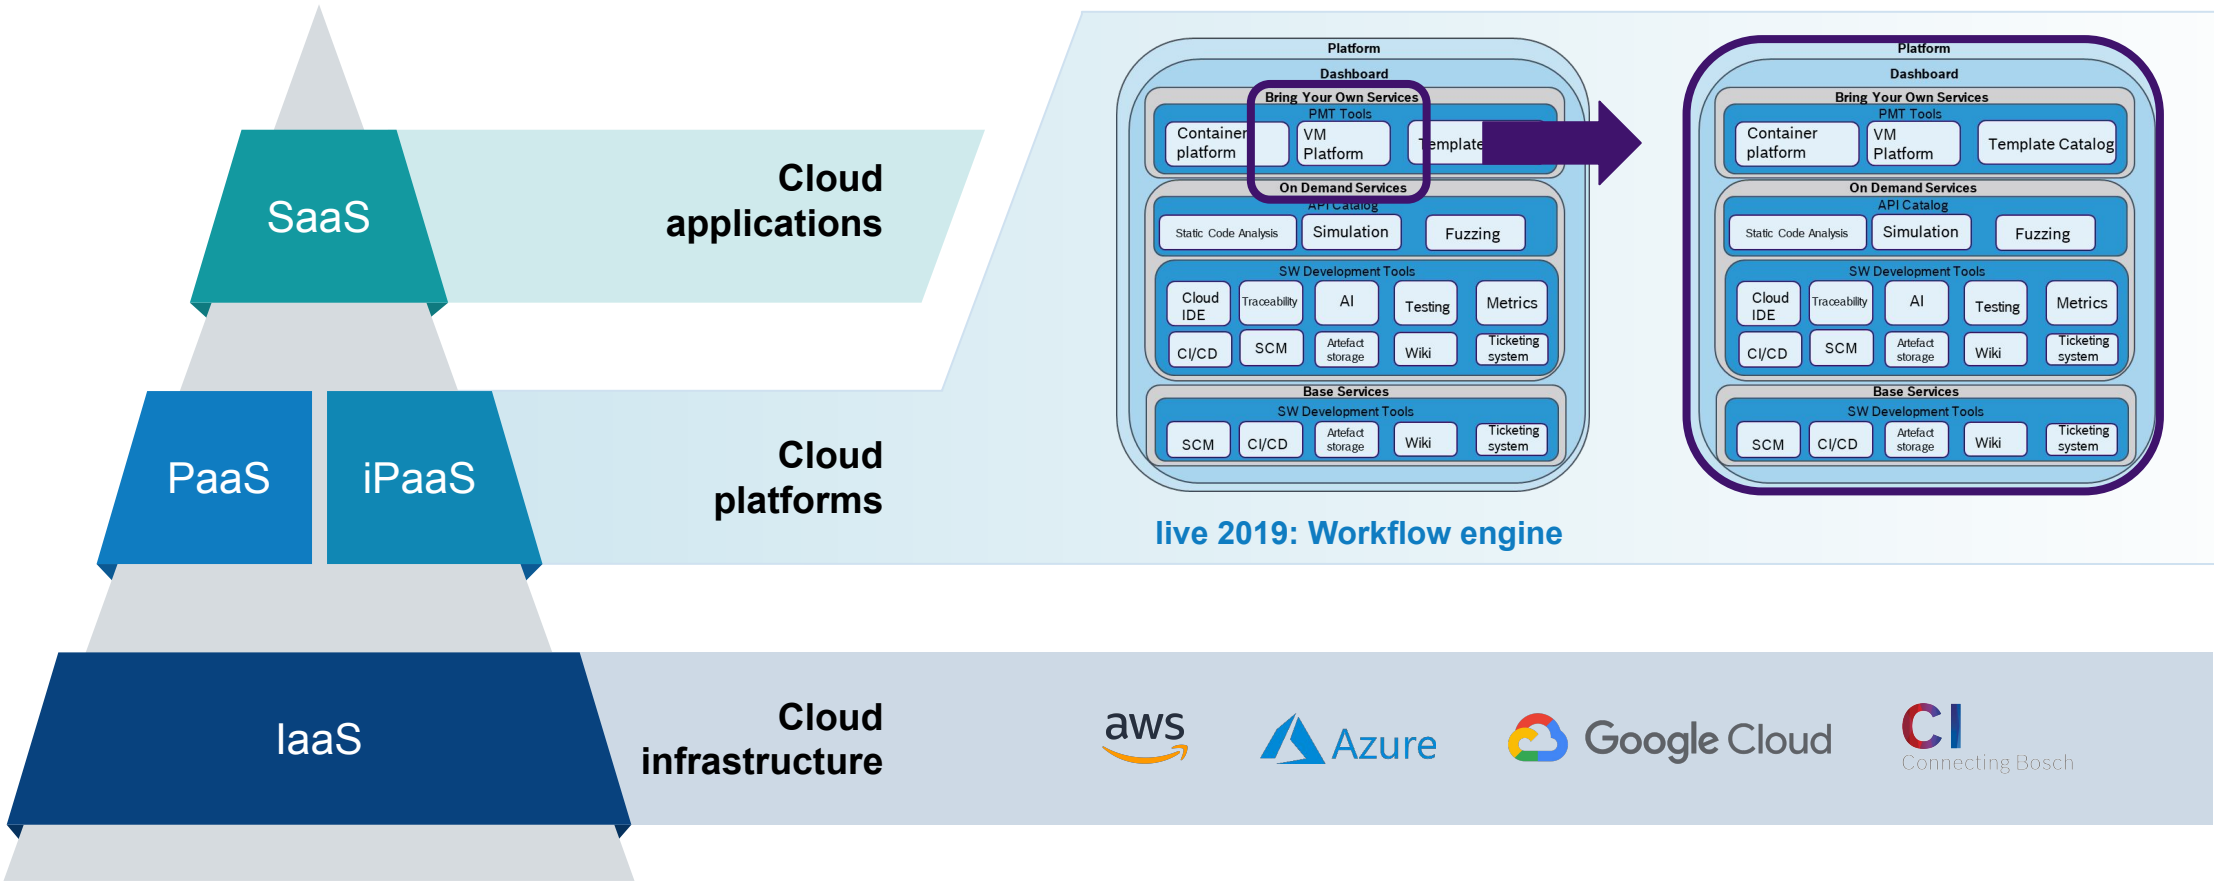 SaaS
Cloud
applications
PaaS
iPaaS
Cloud
platforms
IaaS
Cloud
infrastructure
Platform
Dashboard
Bring Your Own Services
PMT Tools
Container
platform
VM
Platform
Template
On Demand Services
API Catalog
Static Code Analysis
Simulation
Fuzzing
SW Development Tools
Cloud
IDE
Traceability
AI
Testing
Metrics
CI/CD
SCM
Artefact
storage
Wiki
Ticketing
system
Base Services
SW Development Tools
SCM
CI/CD
Artefact
storage
Wiki
Ticketing
system
live 2019: Workflow engine
Platform
Dashboard
Bring Your Own Services
PMT Tools
Container
platform
VM
Platform
Template Catalog
On Demand Services
API Catalog
Static Code Analysis
Simulation
Fuzzing
SW Development Tools
Cloud
IDE
Traceability
AI
Testing
Metrics
CI/CD
SCM
Artefact
storage
Wiki
Ticketing
system
Base Services
SW Development Tools
SCM
CI/CD
Artefact
storage
Wiki
Ticketing
system
aws
Azure
Google Cloud
CI
Connecting Bosch